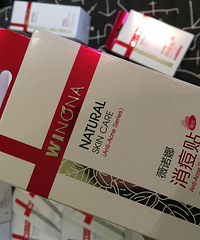 WINONA
NATURAL
SKIN CARE
(Anti-Acne Series)
薇诺娜
消痘贴